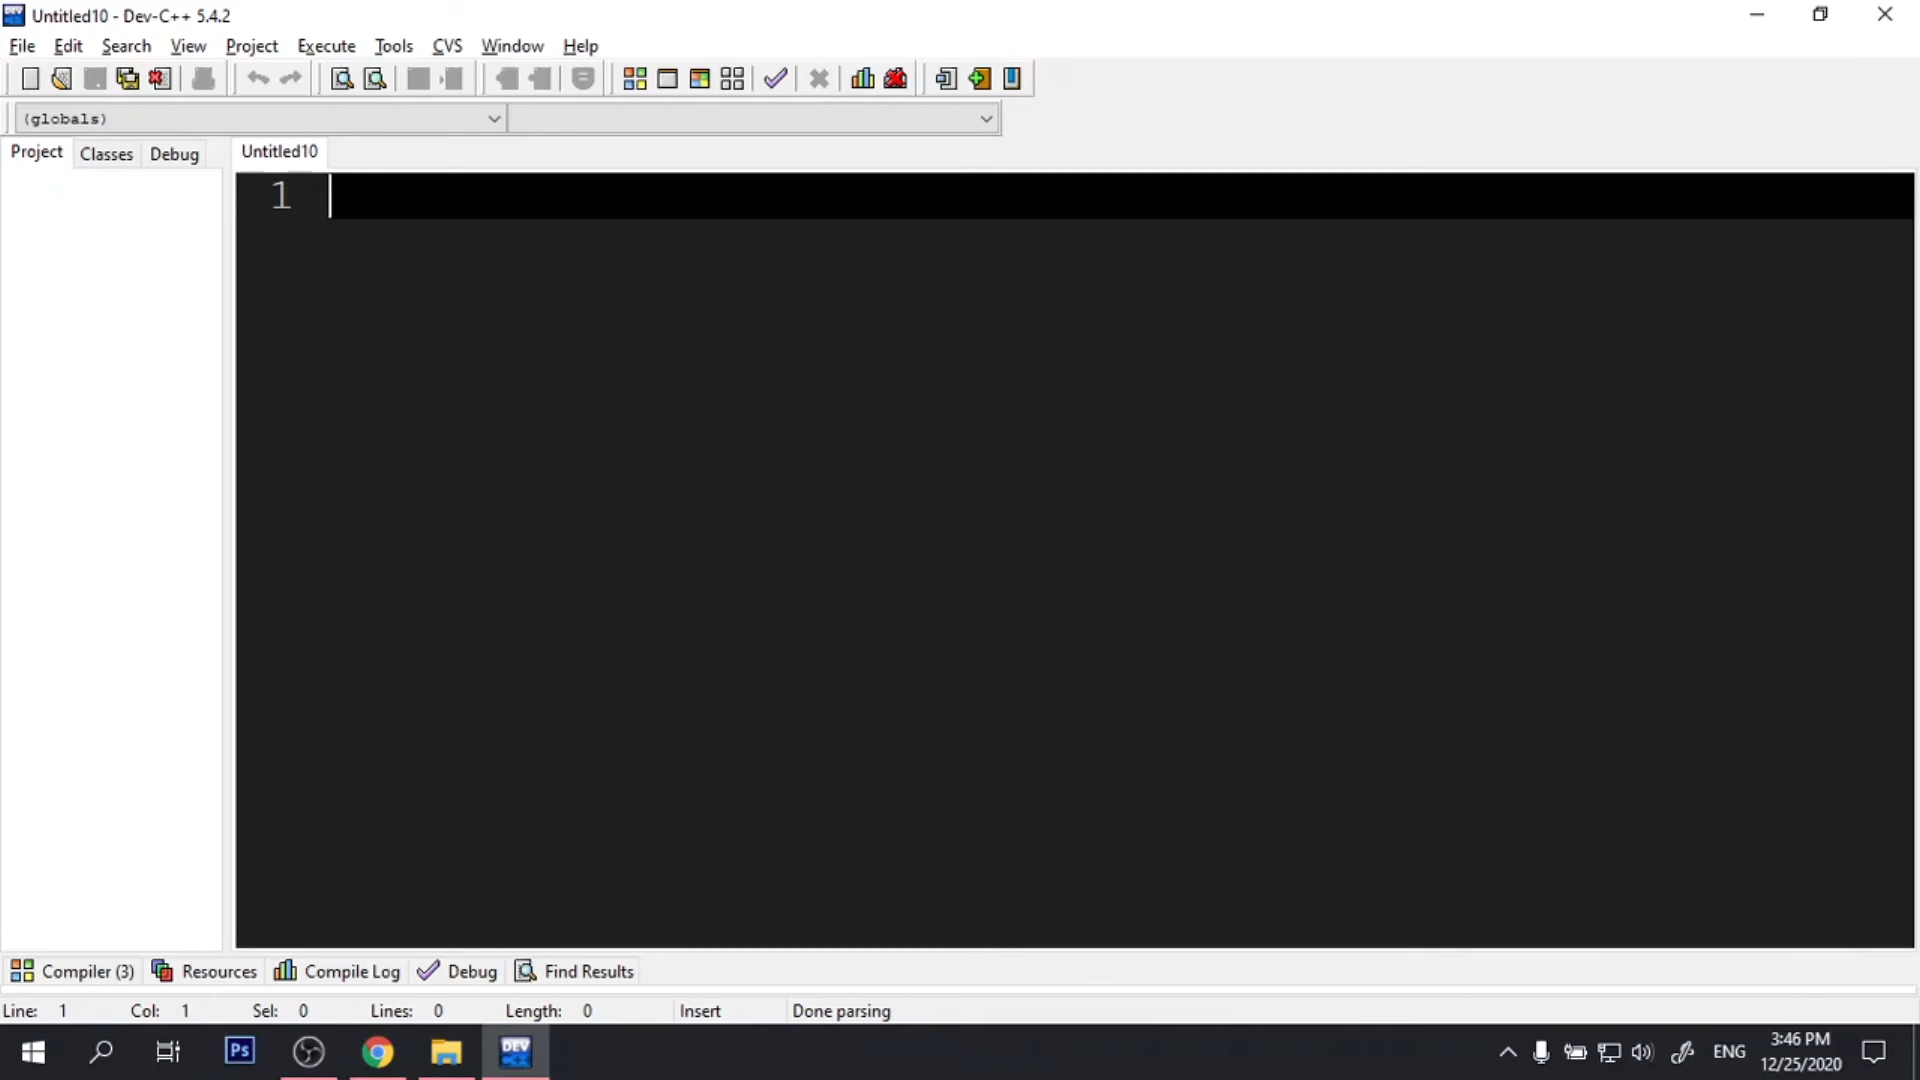 Untitled10 - Dev-C++ 5.4.2
File Edit Search View Project Execute Tools CVS Window Help
(globals)
Project Classes Debug Untitled10
1
Compiler (3) Resources Compile Log Debug Find Results
Line: 1 Col: 1 Sel: 0 Lines: 0 Length: 0 Insert Done parsing
Ps DEV ENG 3:46 PM
12/25/2020